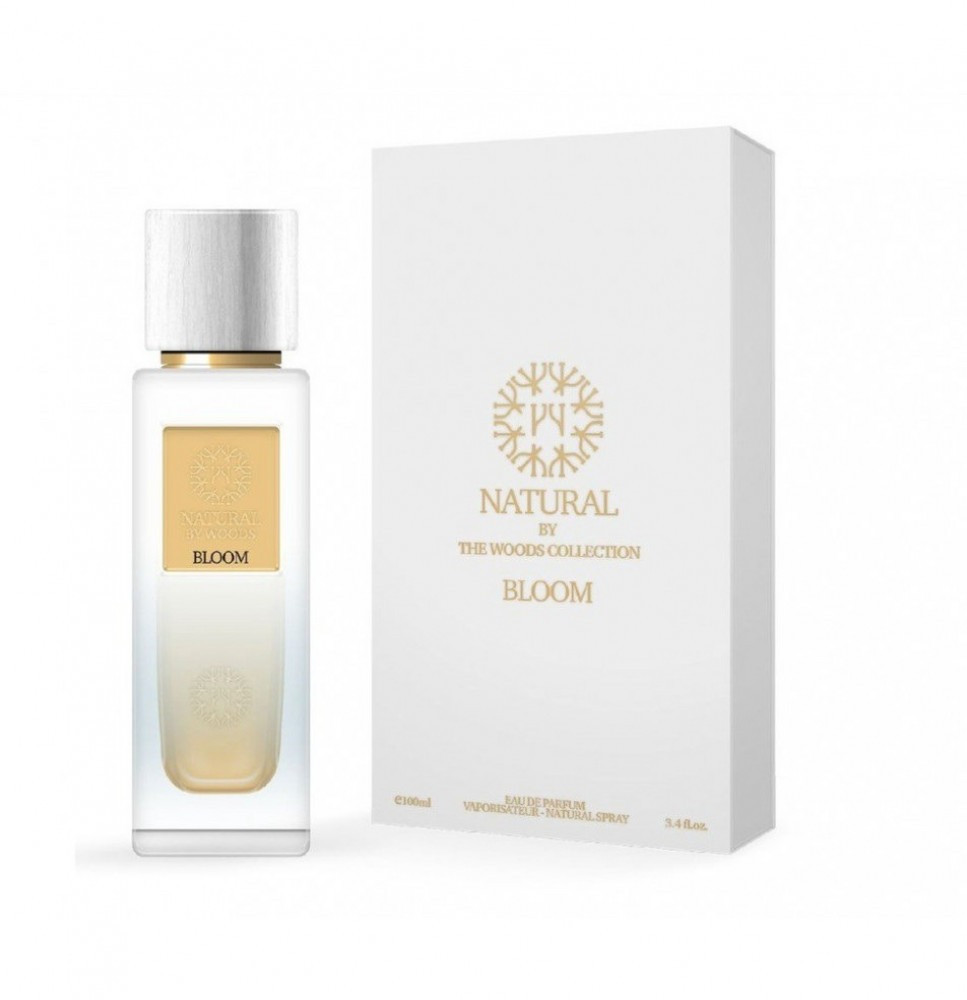 NATURAL
BY WOODS
BLOOM
NATURAL
BY
THE WOODS COLLECTION
BLOOM
e100ml
EAU DE PARFUM
VAPORISATEUR - NATURAL SPRAY
3.4 fl.oz.